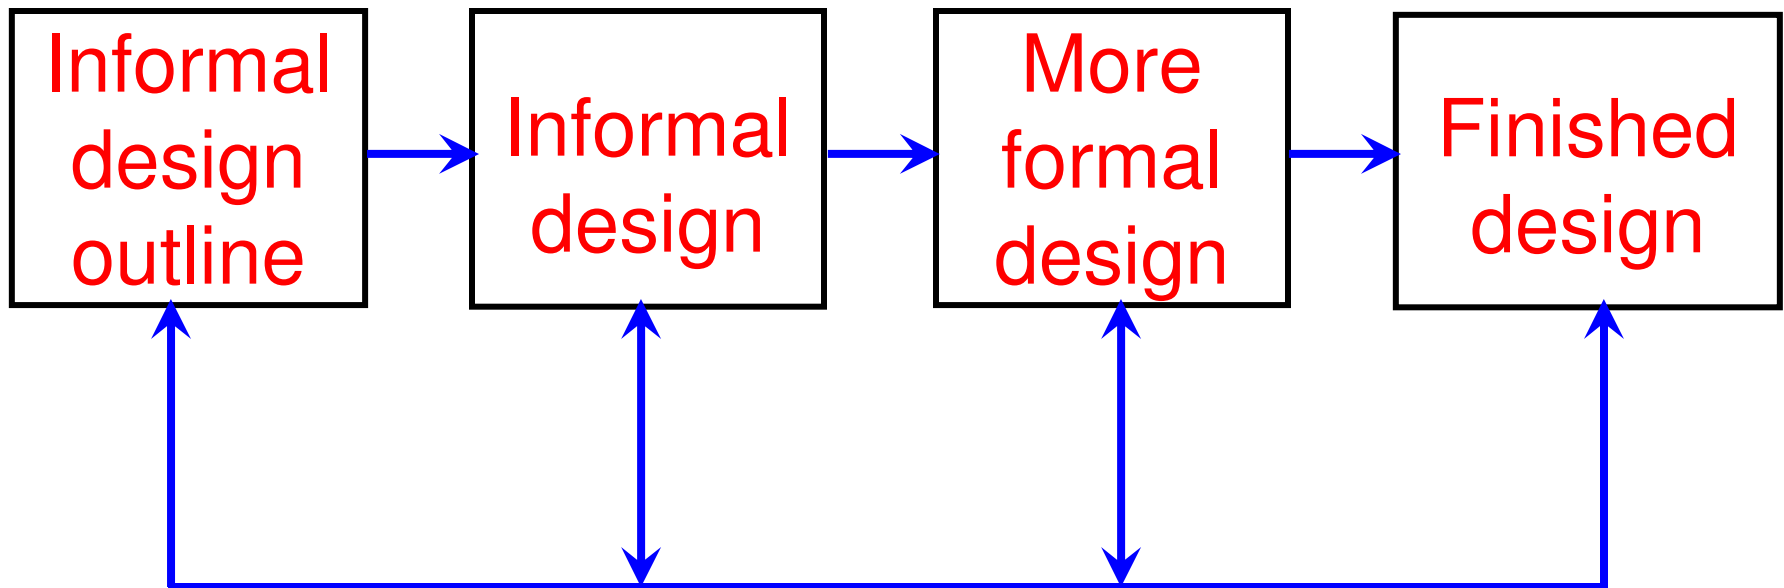 Informal
design
outline
Informal
design
More
formal
design
Finished
design